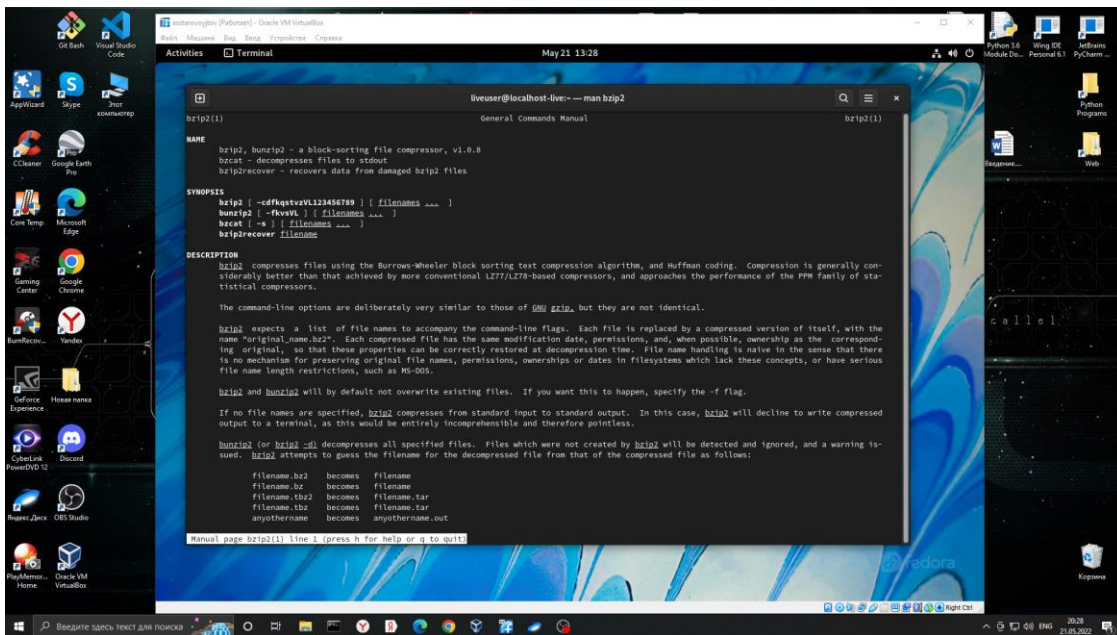 esstarovoyjtov [Работает] - Oracle VM VirtualBox
Файл Машина Вид Ввод Устройства Справка
Activities Terminal May 21 13:28
liveuser@localhost-live:~ — man bzip2
bzip2(1) General Commands Manual bzip2(1)
NAME
bzip2, bunzip2 - a block-sorting file compressor, v1.0.8
bzcat - decompresses files to stdout
bzip2recover - recovers data from damaged bzip2 files
SYNOPSIS
bzip2 [ -cdfkqstvzVL123456789 ] [ filenames ... ]
bunzip2 [ -fkvsVL ] [ filenames ... ]
bzcat [ -s ] [ filenames ... ]
bzip2recover filename
DESCRIPTION
bzip2 compresses files using the Burrows-Wheeler block sorting text compression algorithm, and Huffman coding. Compression is generally con-
siderably better than that achieved by more conventional LZ77/LZ78-based compressors, and approaches the performance of the PPM family of sta-
tistical compressors.
The command-line options are deliberately very similar to those of GNU gzip, but they are not identical.
bzip2 expects a list of file names to accompany the command-line flags. Each file is replaced by a compressed version of itself, with the
name "original_name.bz2". Each compressed file has the same modification date, permissions, and, when possible, ownership as the correspond-
ing original, so that these properties can be correctly restored at decompression time. File name handling is naive in the sense that there
is no mechanism for preserving original file names, permissions, ownerships or dates in filesystems which lack these concepts, or have serious
file name length restrictions, such as MS-DOS.
bzip2 and bunzip2 will by default not overwrite existing files. If you want this to happen, specify the -f flag.
If no file names are specified, bzip2 compresses from standard input to standard output. In this case, bzip2 will decline to write compressed
output to a terminal, as this would be entirely incomprehensible and therefore pointless.
bunzip2 (or bzip2 -d) decompresses all specified files. Files which were not created by bzip2 will be detected and ignored, and a warning is-
sued. bzip2 attempts to guess the filename for the decompressed file from that of the compressed file as follows:
filename.bz2 becomes filename
filename.bz becomes filename
filename.tbz2 becomes filename.tar
filename.tbz becomes filename.tar
anyothername becomes anyothername.out
Manual page bzip2(1) line 1 (press h for help or q to quit)
fedora
Right Ctrl
Git Bash
Visual Studio
Code
AppWizard
Skype
Этот
компьютер
CCleaner
Google Earth
Pro
Core Temp
Microsoft
Edge
Gaming
Center
Google
Chrome
BurnRecov...
Yandex
GeForce
Experience
Новая папка
CyberLink
PowerDVD 12
Discord
Яндекс.Диск
OBS Studio
PlayMemor...
Home
Oracle VM
VirtualBox
Python 3.6
Module Do...
Wing IDE
Personal 6.1
JetBrains
PyCharm ...
Python
Programs
Введение...
Web
Корзина
Введите здесь текст для поиска
ENG
20:28
21.05.2022